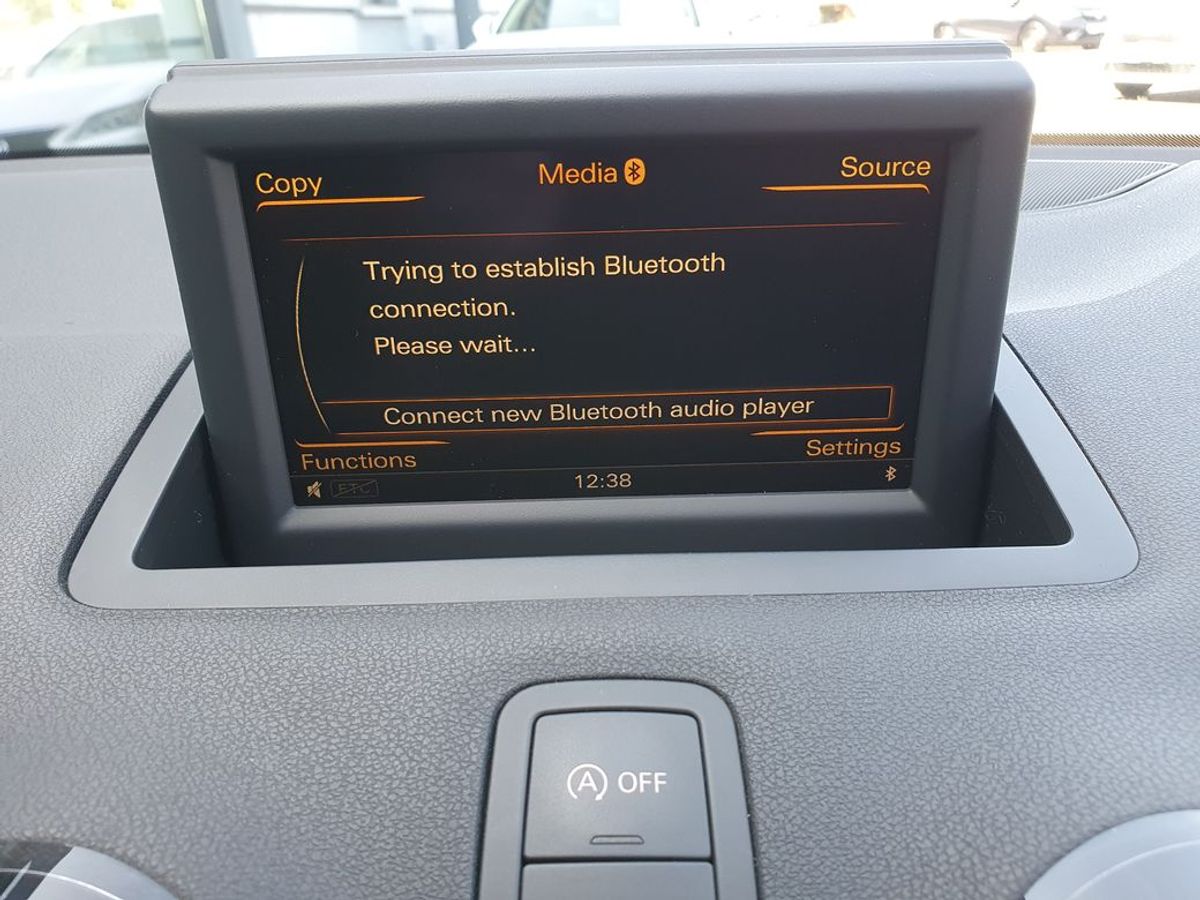 Copy
Media
Source
Trying to establish Bluetooth
connection.
Please wait...
Connect new Bluetooth audio player
Functions
Settings
ETC
12:38
A OFF